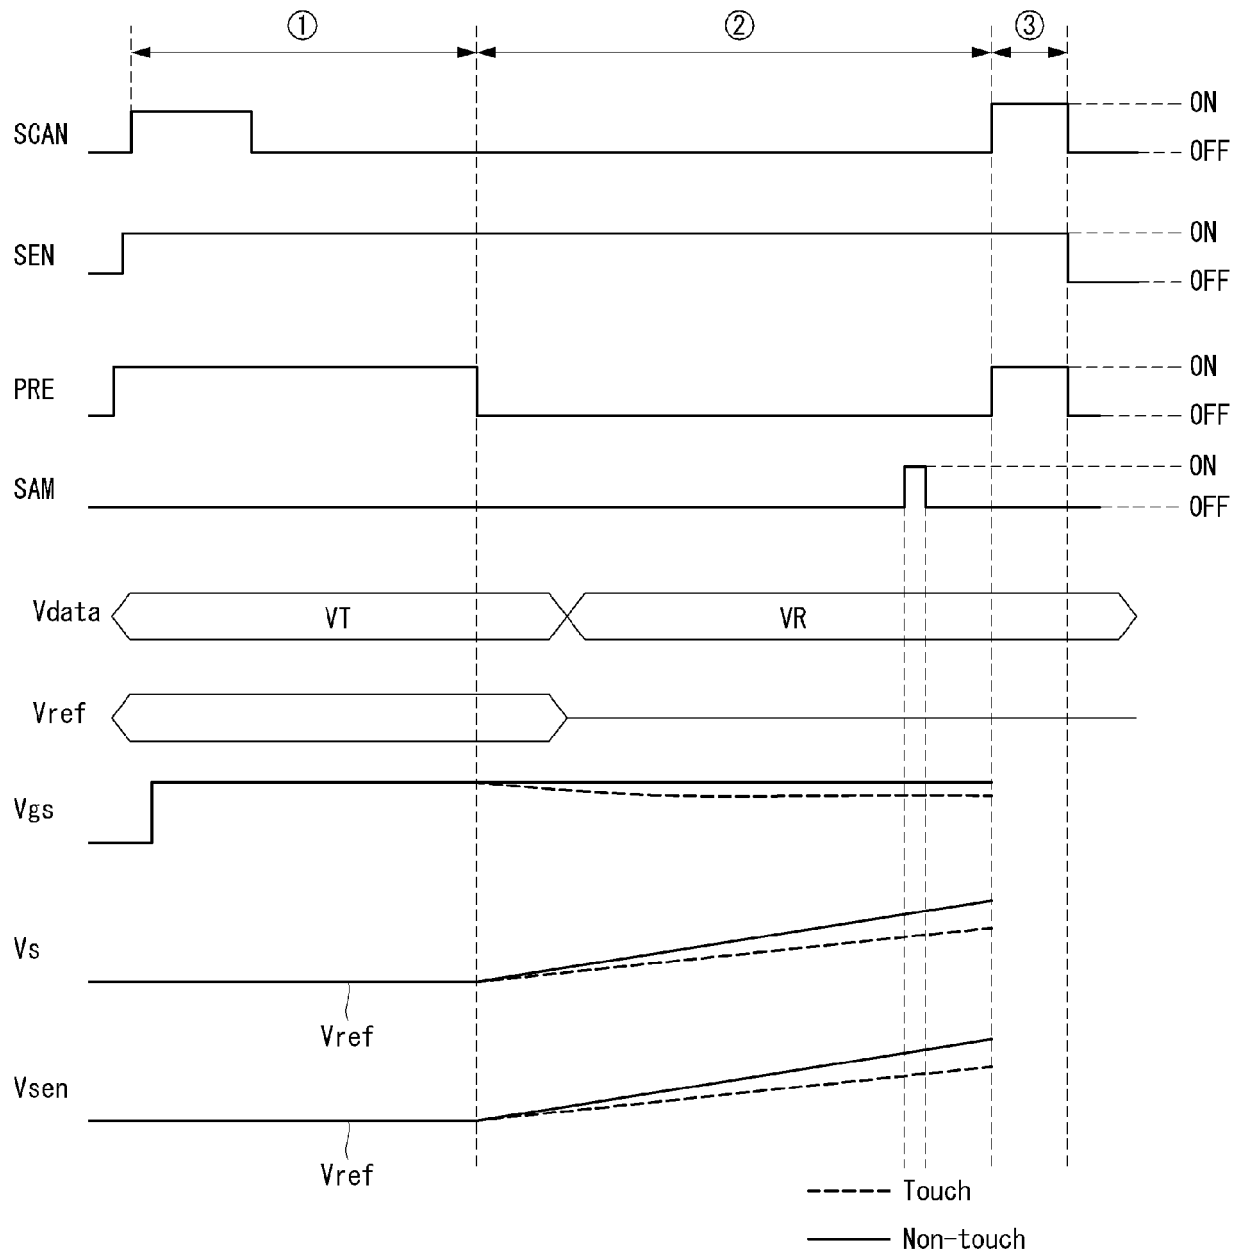 ① ② ③
SCAN ON
OFF
SEN ON
OFF
PRE ON
OFF
SAM ON
OFF
Vdata VT VR
Vref
Vgs
Vs
Vref
Vsen
Vref
Touch
Non-touch